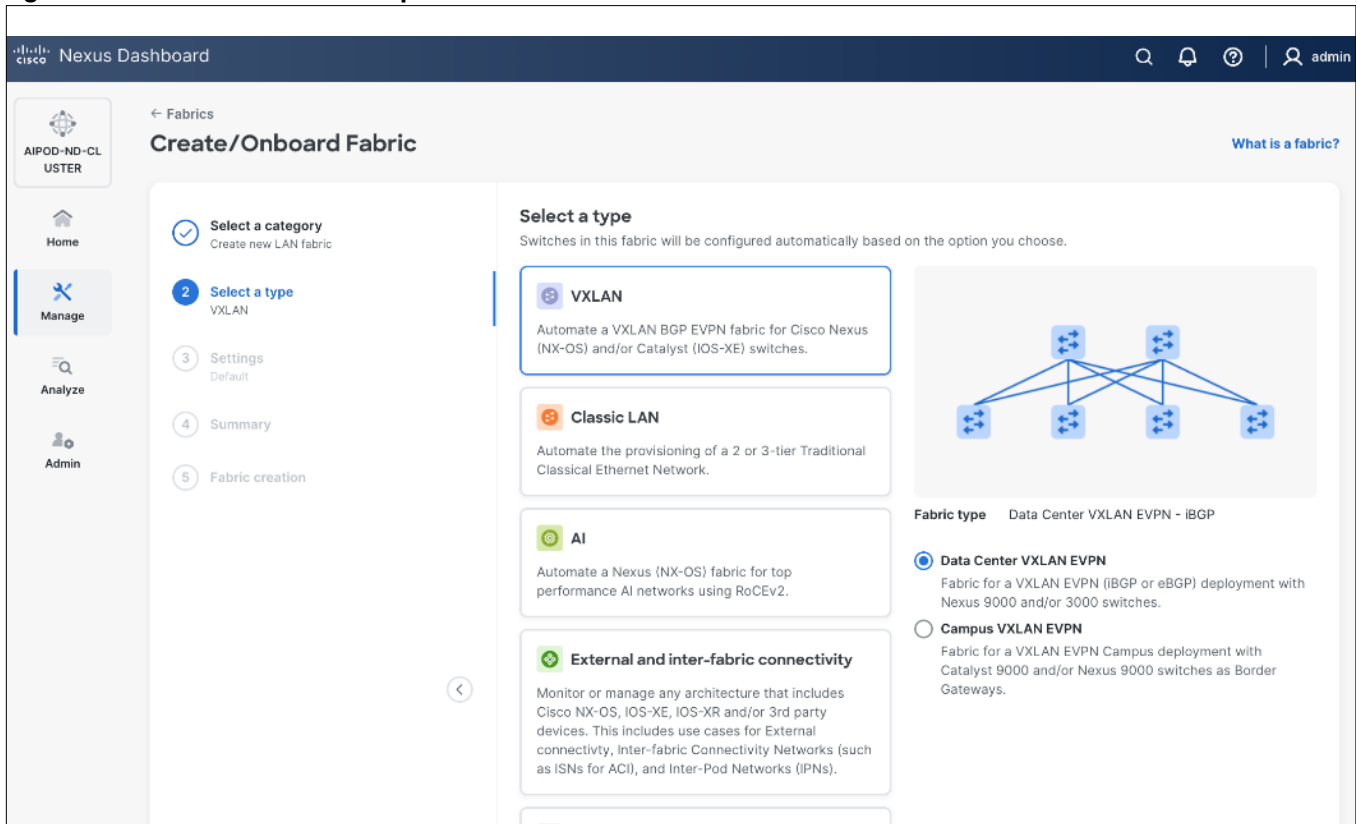 cisco Nexus Dashboard
admin
AIPOD-ND-CL
USTER
Home
Manage
Analyze
Admin
← Fabrics
Create/Onboard Fabric
What is a fabric?
Select a category
Create new LAN fabric
2 Select a type
VXLAN
3 Settings
Default
4 Summary
5 Fabric creation
Select a type
Switches in this fabric will be configured automatically based on the option you choose.
VXLAN
Automate a VXLAN BGP EVPN fabric for Cisco Nexus
(NX-OS) and/or Catalyst (IOS-XE) switches.
Classic LAN
Automate the provisioning of a 2 or 3-tier Traditional
Classical Ethernet Network.
AI
Automate a Nexus (NX-OS) fabric for top
performance AI networks using RoCEv2.
External and inter-fabric connectivity
Monitor or manage any architecture that includes
Cisco NX-OS, IOS-XE, IOS-XR and/or 3rd party
devices. This includes use cases for External
connectivty, Inter-fabric Connectivity Networks (such
as ISNs for ACI), and Inter-Pod Networks (IPNs).
Fabric type Data Center VXLAN EVPN - iBGP
Data Center VXLAN EVPN
Fabric for a VXLAN EVPN (iBGP or eBGP) deployment with
Nexus 9000 and/or 3000 switches.
Campus VXLAN EVPN
Fabric for a VXLAN EVPN Campus deployment with
Catalyst 9000 and/or Nexus 9000 switches as Border
Gateways.